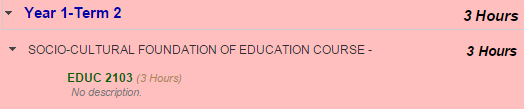 Year 1-Term 2 3 Hours
SOCIO-CULTURAL FOUNDATION OF EDUCATION COURSE - 3 Hours
EDUC 2103 (3 Hours)
No description.